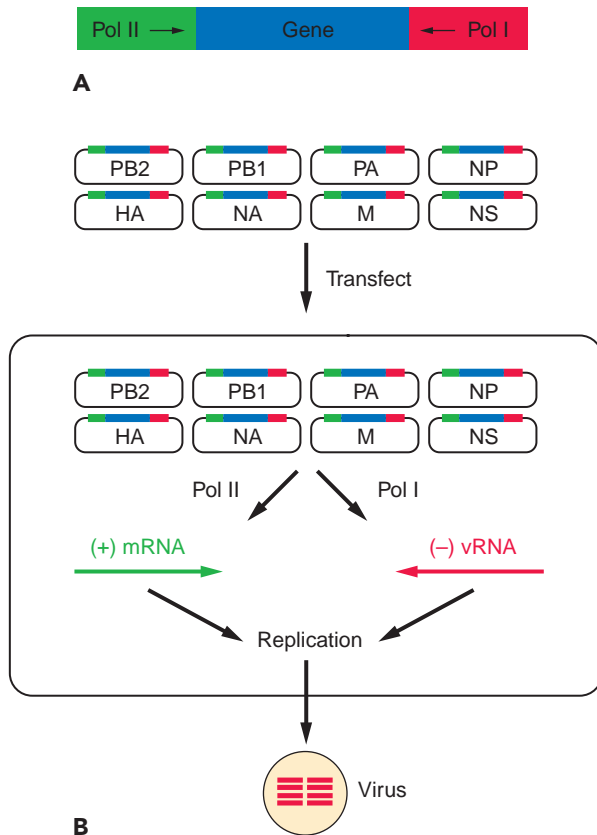 Pol II → Gene ← Pol I
A
PB2 PB1 PA NP
HA NA M NS
Transfect
PB2 PB1 PA NP
HA NA M NS
Pol II Pol I
(+) mRNA (–) vRNA
Replication
Virus
B